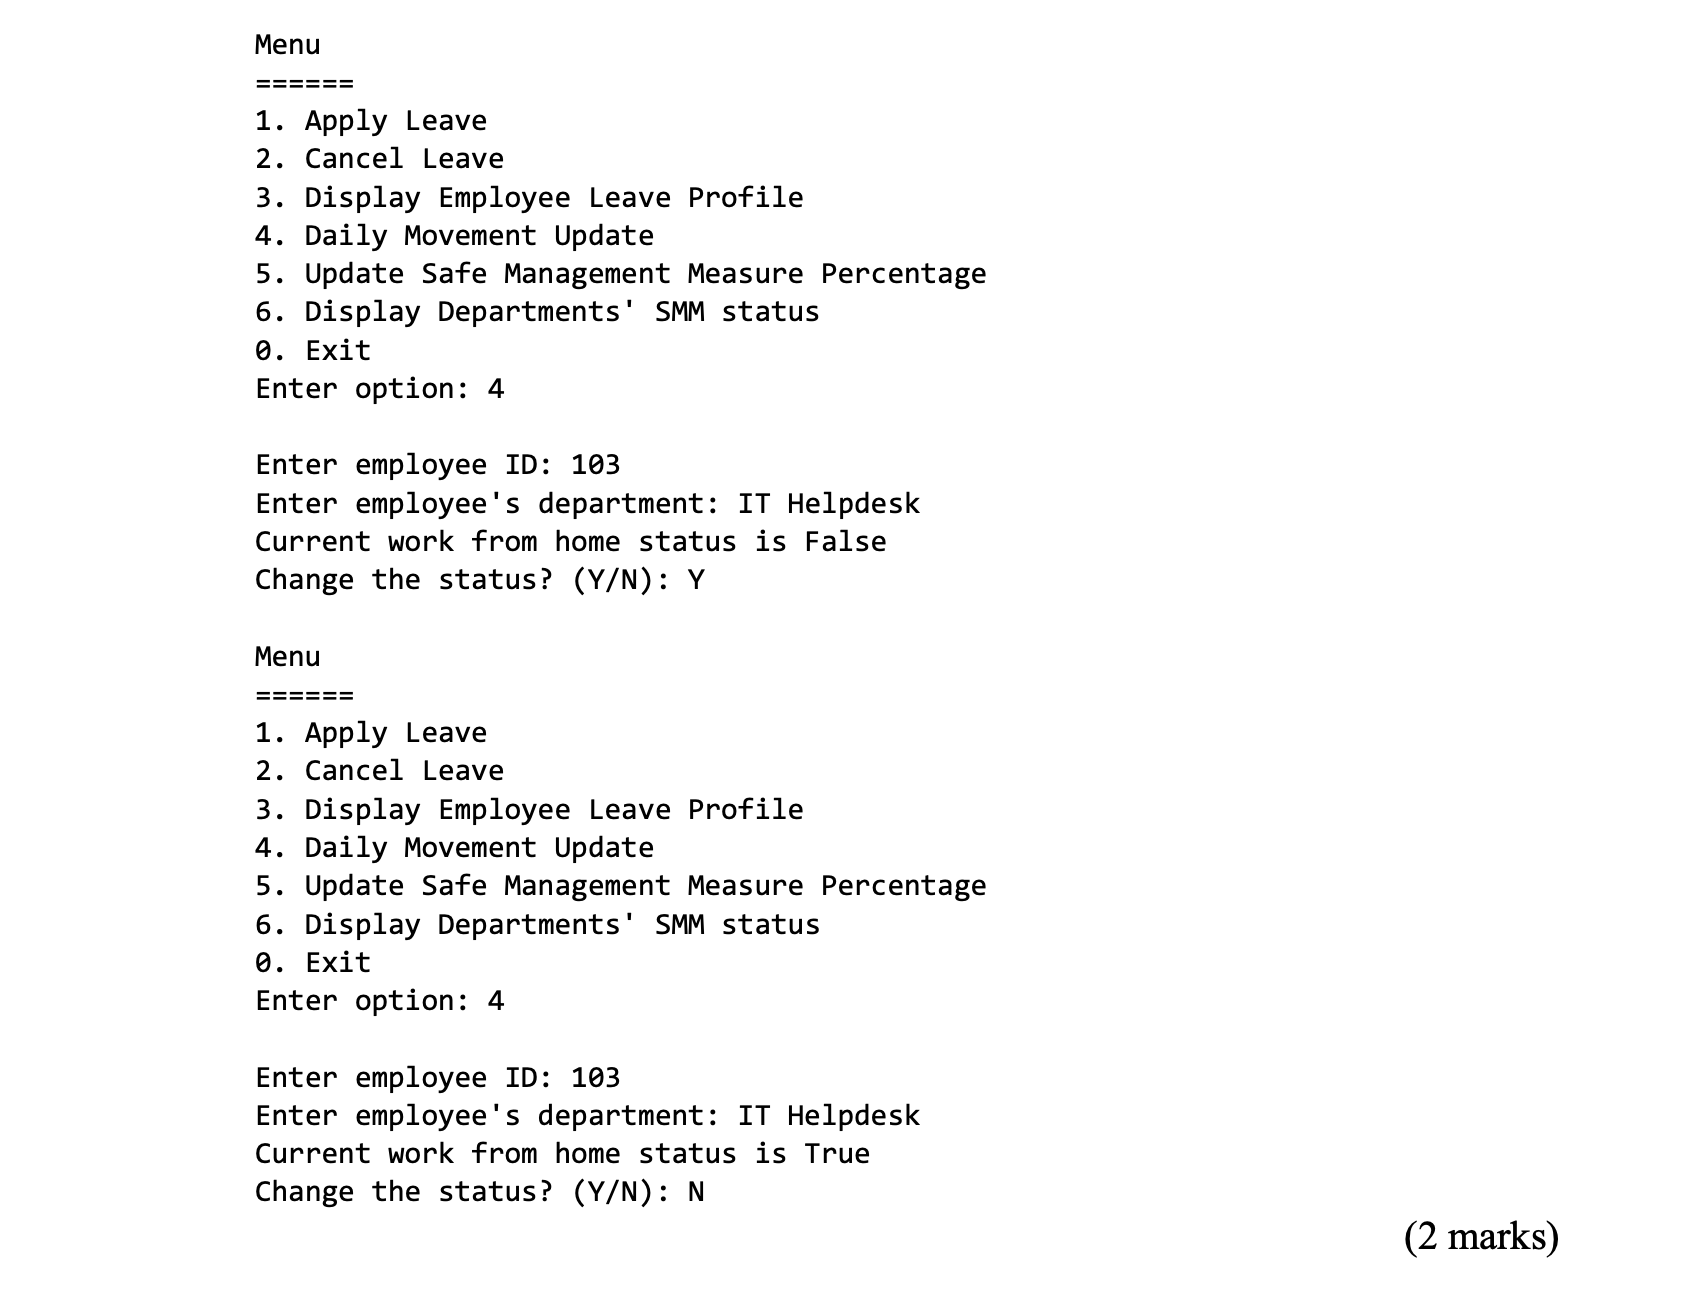 Menu
======
1. Apply Leave
2. Cancel Leave
3. Display Employee Leave Profile
4. Daily Movement Update
5. Update Safe Management Measure Percentage
6. Display Departments' SMM status
0. Exit
Enter option: 4
Enter employee ID: 103
Enter employee's department: IT Helpdesk
Current work from home status is False
Change the status? (Y/N): Y
Menu
======
1. Apply Leave
2. Cancel Leave
3. Display Employee Leave Profile
4. Daily Movement Update
5. Update Safe Management Measure Percentage
6. Display Departments' SMM status
0. Exit
Enter option: 4
Enter employee ID: 103
Enter employee's department: IT Helpdesk
Current work from home status is True
Change the status? (Y/N): N
(2 marks)